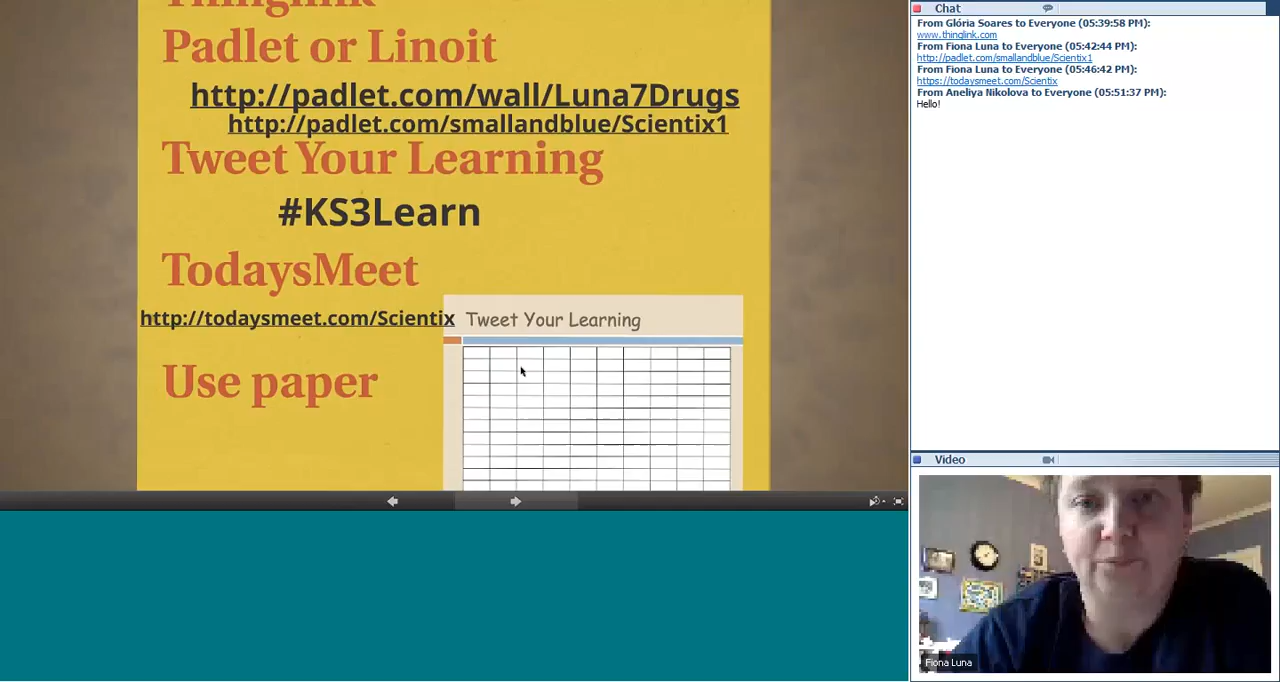 Thinglink
Padlet or Linoit
http://padlet.com/wall/Luna7Drugs
http://padlet.com/smallandblue/Scientix1
Tweet Your Learning
#KS3Learn
TodaysMeet
http://todaysmeet.com/Scientix
Tweet Your Learning
Use paper
Chat
From Glória Soares to Everyone (05:39:58 PM):
www.thinglink.com
From Fiona Luna to Everyone (05:42:44 PM):
http://padlet.com/smallandblue/Scientix1
From Fiona Luna to Everyone (05:46:42 PM):
https://todaysmeet.com/Scientix
From Aneliya Nikolova to Everyone (05:51:37 PM):
Hello!
Video
Fiona Luna